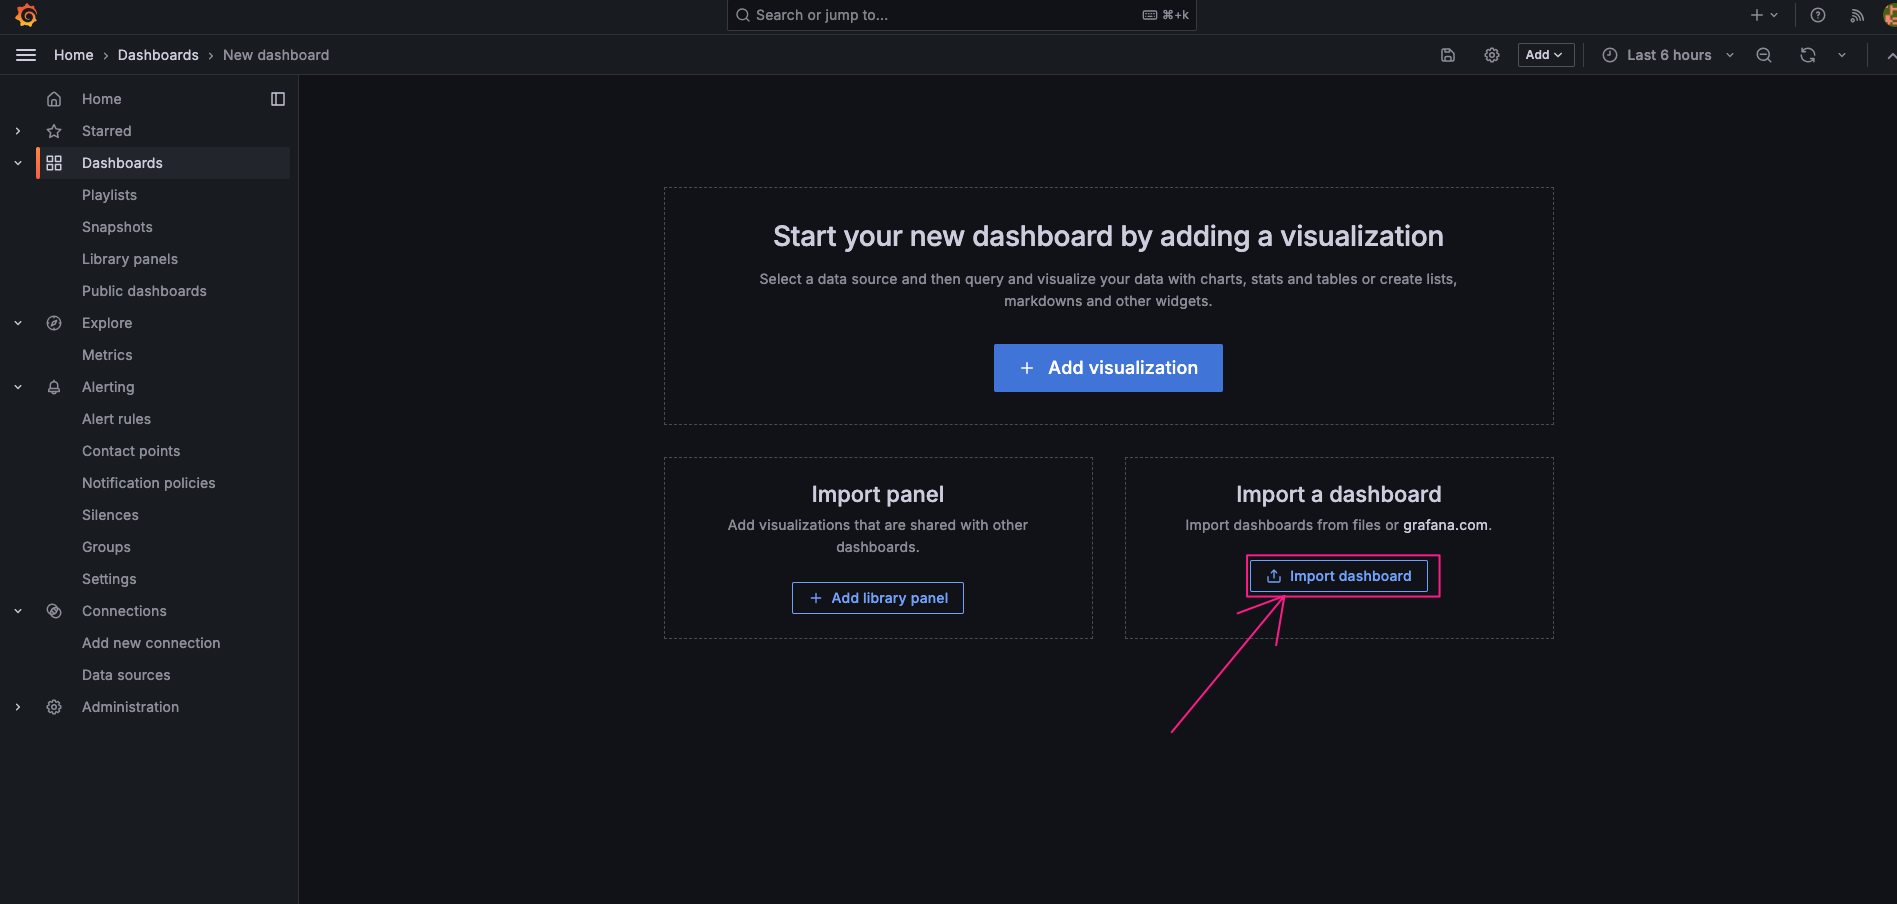 Search or jump to...
⌘+k
Home › Dashboards › New dashboard
Add
Last 6 hours
Home
Starred
Dashboards
Playlists
Snapshots
Library panels
Public dashboards
Explore
Metrics
Alerting
Alert rules
Contact points
Notification policies
Silences
Groups
Settings
Connections
Add new connection
Data sources
Administration
Start your new dashboard by adding a visualization
Select a data source and then query and visualize your data with charts, stats and tables or create lists,
markdowns and other widgets.
+ Add visualization
Import panel
Add visualizations that are shared with other
dashboards.
+ Add library panel
Import a dashboard
Import dashboards from files or grafana.com.
Import dashboard